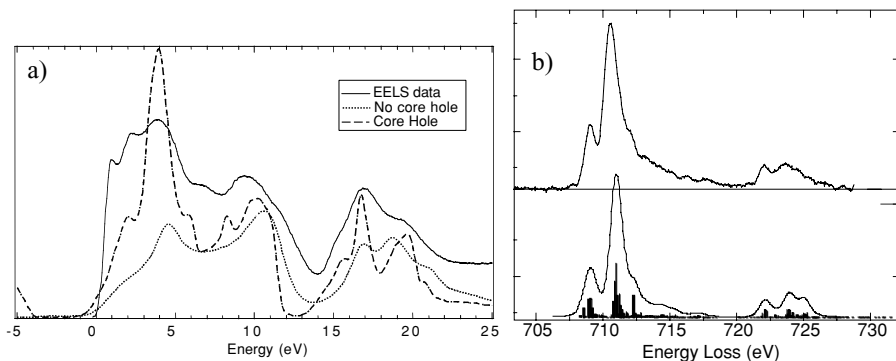 a)
EELS data
No core hole
Core Hole
-5 0 5 10 15 20 25
Energy (eV)
b)
705 710 715 720 725 730
Energy Loss (eV)